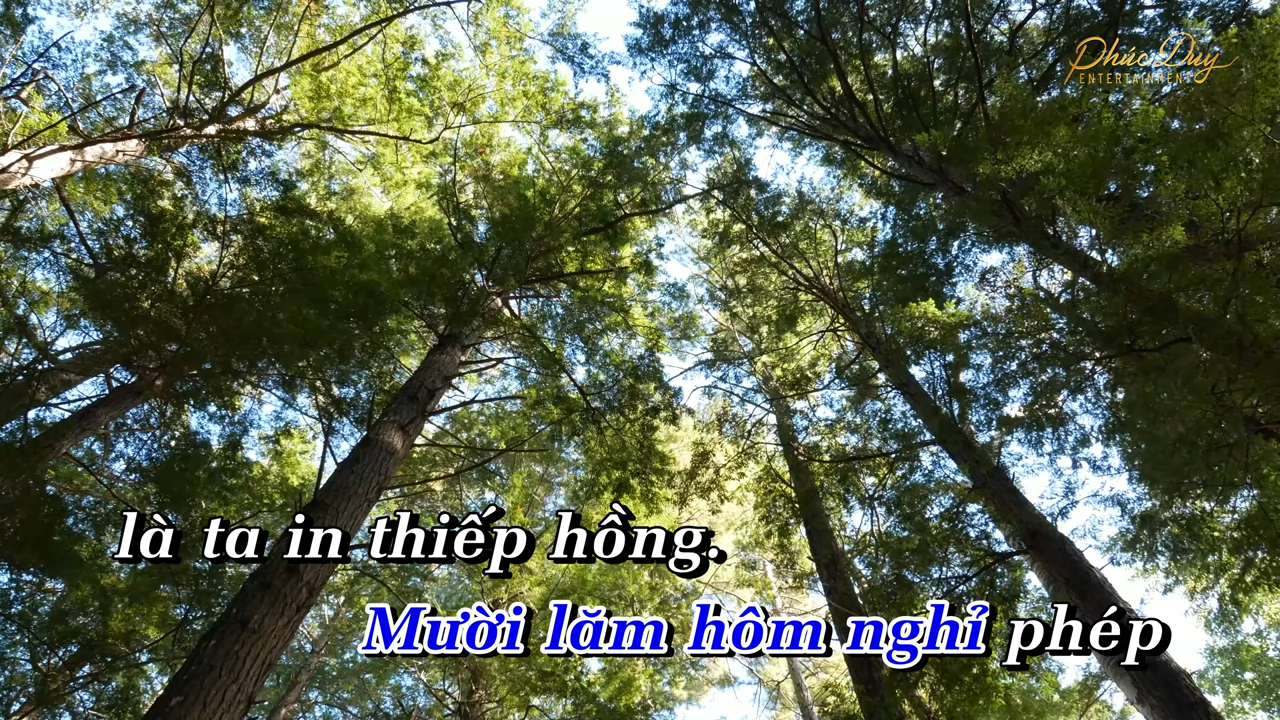 Phúc Duy
ENTERTAINMENT
là ta in thiếp hồng.
Mười lăm hôm nghỉ phép